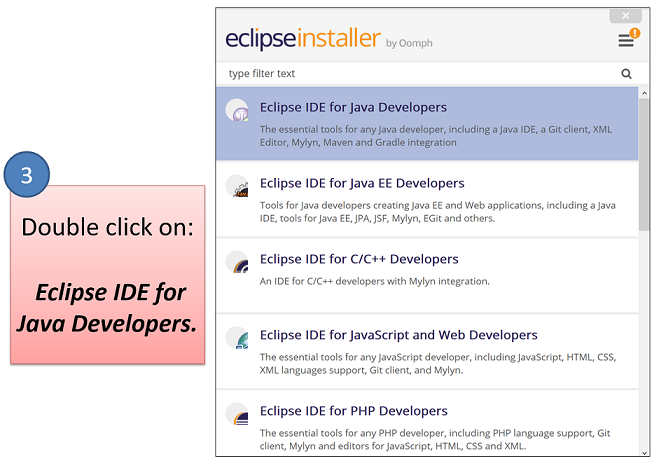 3
Double click on:
Eclipse IDE for
Java Developers.
eclipseinstaller by Oomph
!
type filter text
Eclipse IDE for Java Developers
The essential tools for any Java developer, including a Java IDE, a Git client, XML
Editor, Mylyn, Maven and Gradle integration
Eclipse IDE for Java EE Developers
Tools for Java developers creating Java EE and Web applications, including a Java
IDE, tools for Java EE, JPA, JSF, Mylyn, EGit and others.
Eclipse IDE for C/C++ Developers
An IDE for C/C++ developers with Mylyn integration.
Eclipse IDE for JavaScript and Web Developers
The essential tools for any JavaScript developer, including JavaScript, HTML, CSS,
XML languages support, Git client, and Mylyn.
Eclipse IDE for PHP Developers
The essential tools for any PHP developer, including PHP language support, Git
client, Mylyn and editors for JavaScript, HTML, CSS and XML.